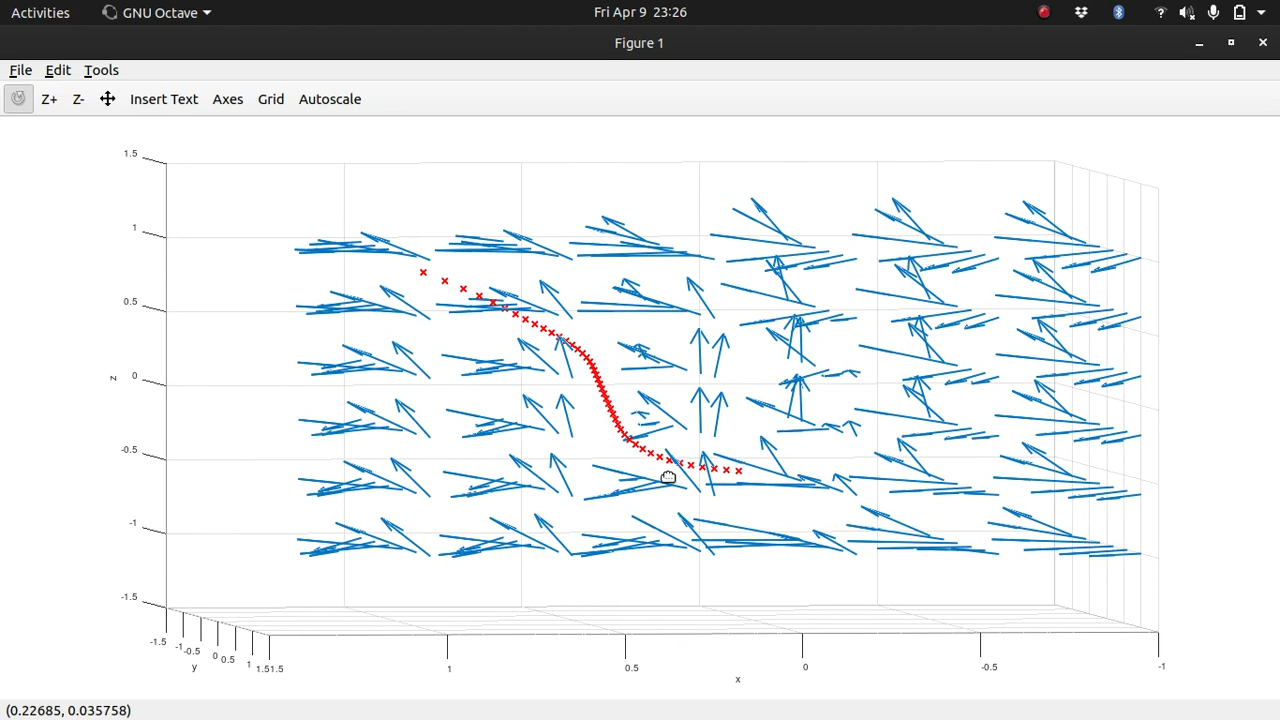 Activities GNU Octave Fri Apr 9 23:26
Figure 1
File Edit Tools
Z+ Z- Insert Text Axes Grid Autoscale
1.5
1
0.5
z
0
-0.5
-1
-1.5
-1.5 -1 -0.5 0 0.5 1 1.5 1.5
y
1 0.5 0 -0.5 -1
x
(0.22685, 0.035758)